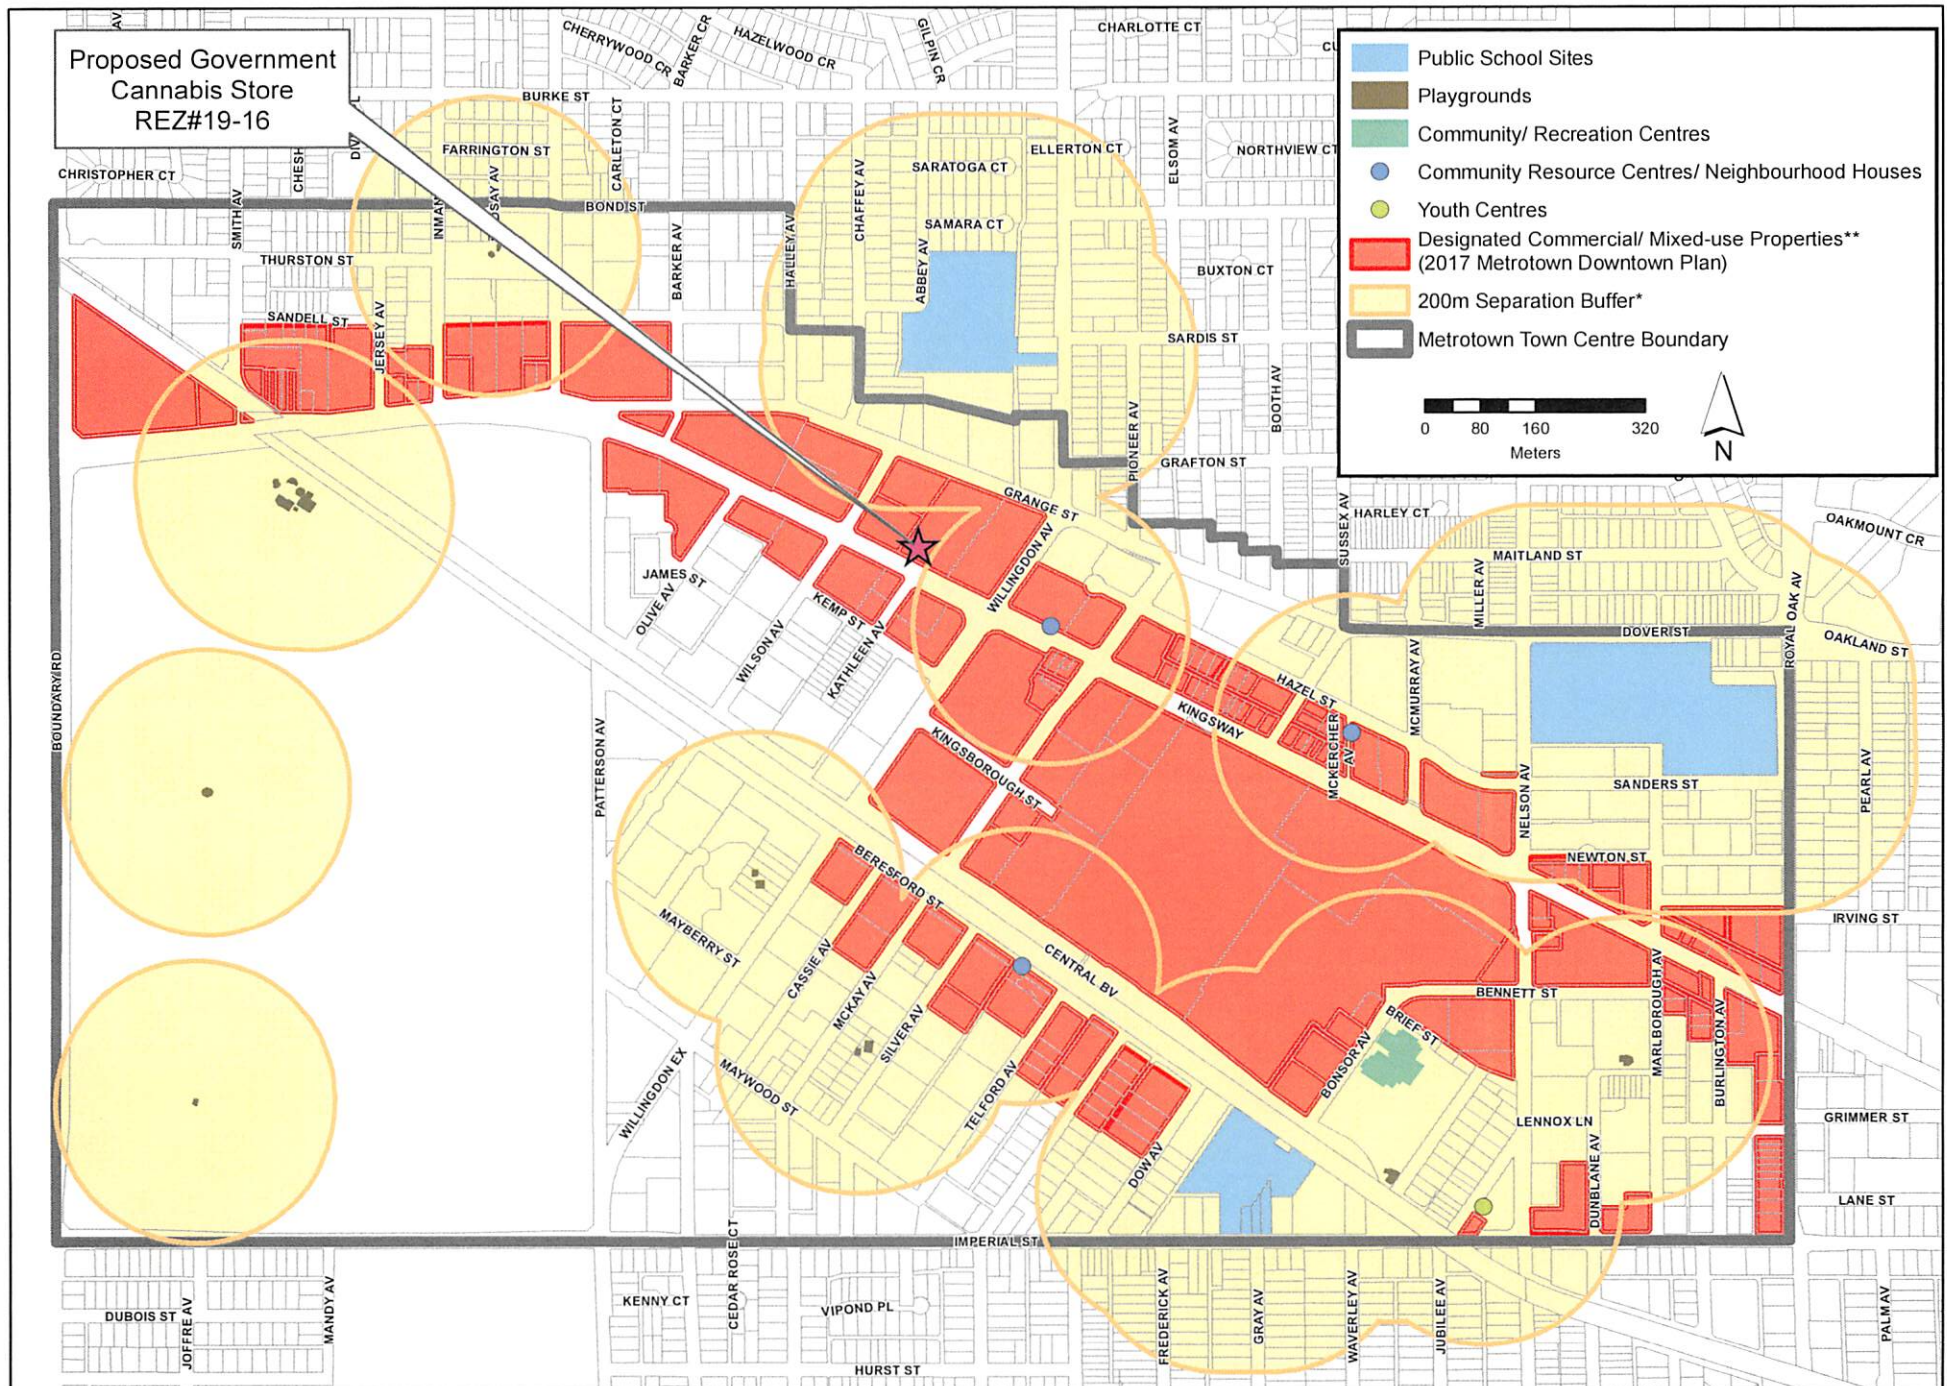 Proposed Government
Cannabis Store
REZ#19-16
Public School Sites
Playgrounds
Community/ Recreation Centres
Community Resource Centres/ Neighbourhood Houses
Youth Centres
Designated Commercial/ Mixed-use Properties**
(2017 Metrotown Downtown Plan)
200m Separation Buffer*
Metrotown Town Centre Boundary
0 80 160 320
Meters
N
AV
CHERRYWOOD CR
BARKER CR
HAZELWOOD CR
GILPIN CR
CHARLOTTE CT
BURKE ST
FARRINGTON ST
CARLETON CT
CHRISTOPHER CT
SMITH AV
BOND ST
THURSTON ST
BARKER AV
HALLEY AV
CHAFFEY AV
SARATOGA CT
ELLERTON CT
ELSOM AV
NORTHVIEW CT
SAMARA CT
ABBEY AV
BUXTON CT
SANDELL ST
JERSEY AV
SARDIS ST
BOOTH AV
PIONEER AV
GRAFTON ST
GRANGE ST
WILLINGDON AV
SUSSEX AV
HARLEY CT
MAITLAND ST
OAKMOUNT CR
MILLER AV
ROYAL OAK AV
DOVER ST
OAKLAND ST
JAMES ST
OLIVE AV
KEMP ST
WILSON AV
KATHLEEN AV
HAZEL ST
KINGSWAY
MCKERCHER
AV
MCMURRAY AV
BOUNDARY RD
PATTERSON AV
KINGSBOROUGH ST
NELSON AV
SANDERS ST
PEARL AV
NEWTON ST
IRVING ST
BERESFORD ST
MAYBERRY ST
CASSIE AV
MCKAY AV
SILVER AV
CENTRAL BV
BENNETT ST
BRIEF ST
BONSOR AV
MARLBOROUGH AV
BURLINGTON AV
WILLINGDON EX
MAYWOOD ST
TELFORD AV
DOW AV
LENNOX LN
DUNBLANE AV
GRIMMER ST
LANE ST
IMPERIAL ST
CEDAR ROSE CT
KENNY CT
VIPOND PL
DUBOIS ST
JOFFRE AV
MANDY AV
HURST ST
FREDERICK AV
GRAY AV
WAVERLEY AV
JUBILEE AV
PALM AV